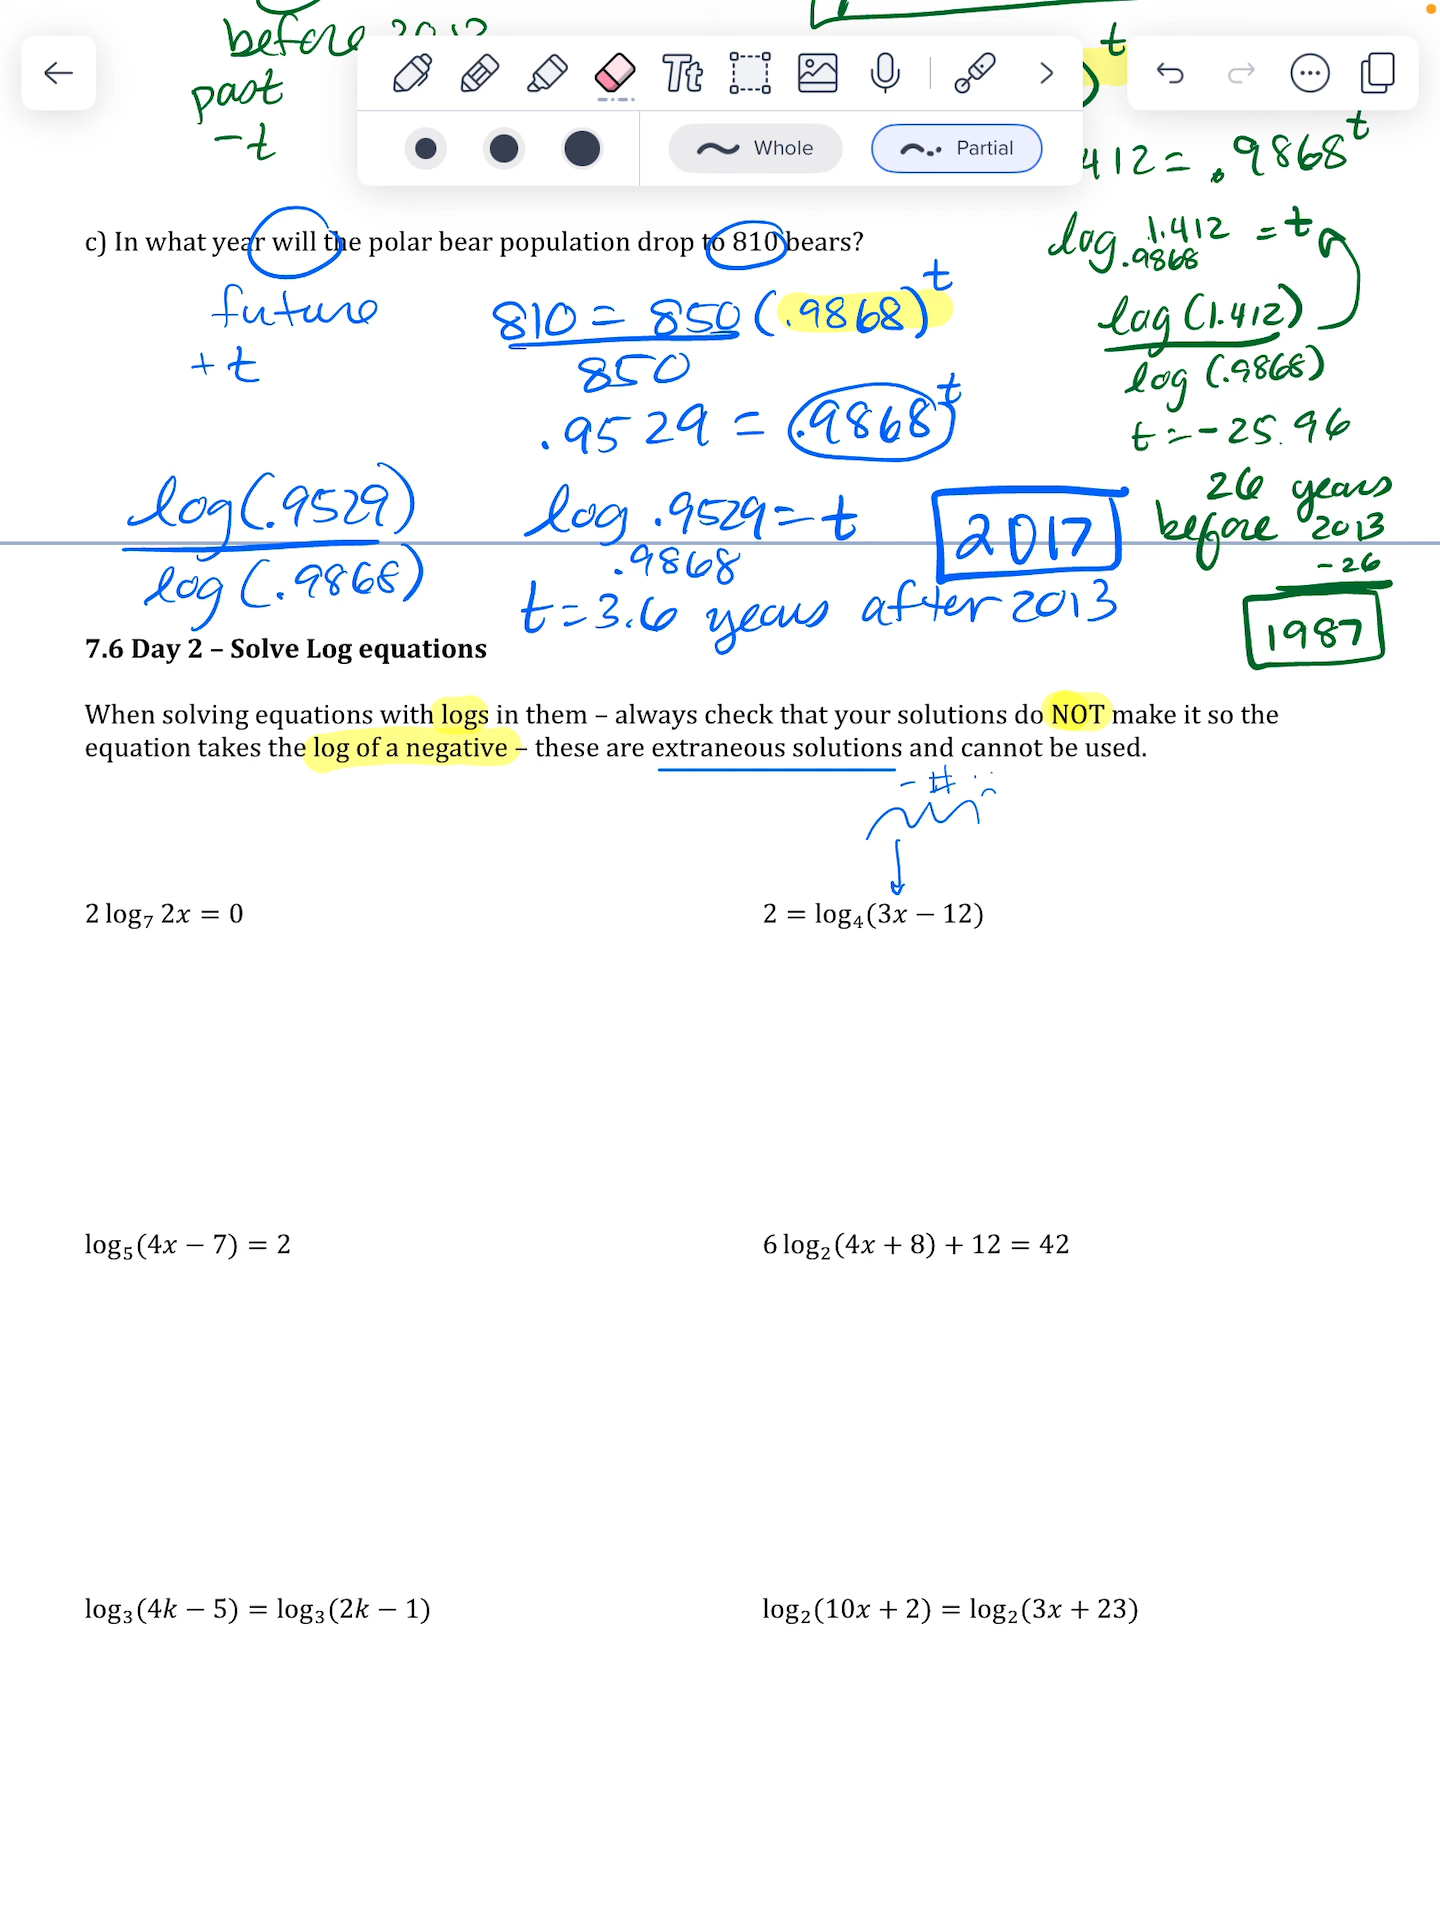 before 2013
past
-t
Tt
Whole
Partial
t
412 = .9868^t
c) In what year will the polar bear population drop to 810 bears?
log.9868 1.412 = t
future
+t
810 = 850 (.9868)^t
850
log (1.412)
log (.9868)
.9529 = (.9868)^t
t = -25.96
log (.9529)
log (.9868)
log.9868 .9529 = t
2017
26 years
before 2013
-26
1987
t = 3.6 years after 2013
7.6 Day 2 – Solve Log equations
When solving equations with logs in them – always check that your solutions do NOT make it so the
equation takes the log of a negative – these are extraneous solutions and cannot be used.
- #
2 log₇ 2x = 0
2 = log₄(3x − 12)
log₅(4x − 7) = 2
6 log₂(4x + 8) + 12 = 42
log₃(4k − 5) = log₃(2k − 1)
log₂(10x + 2) = log₂(3x + 23)